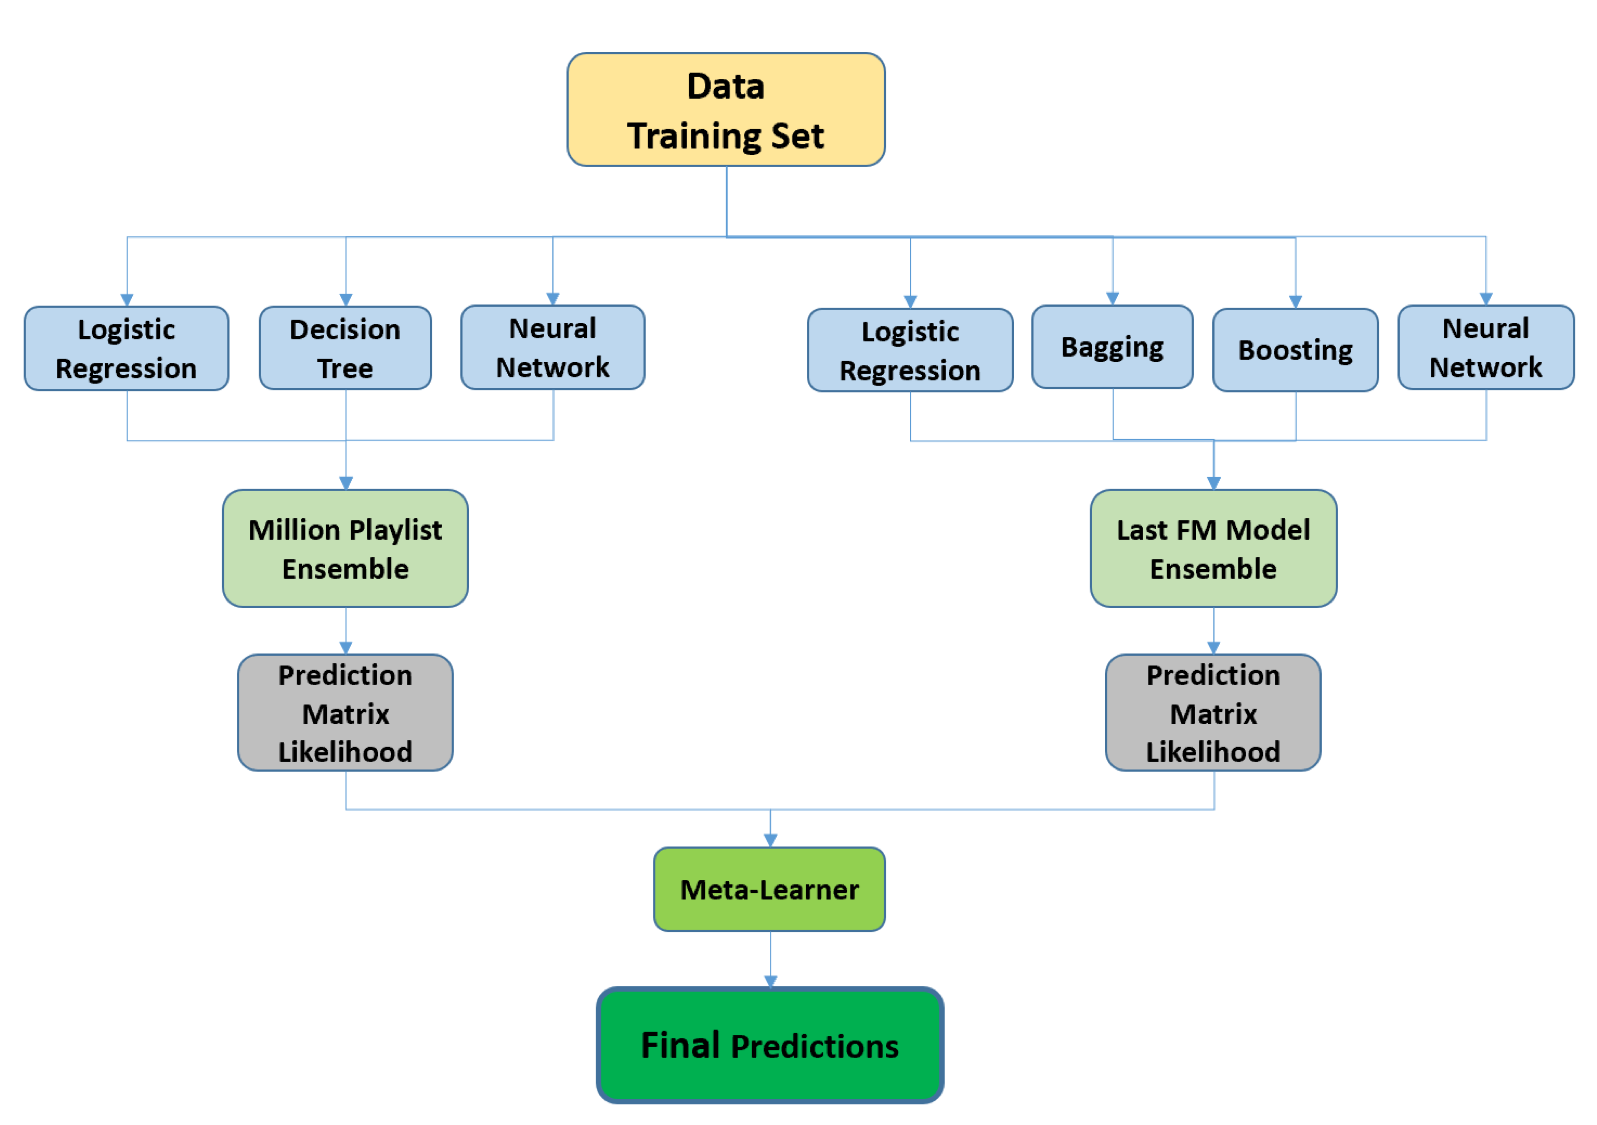 Data
Training Set
Logistic
Regression
Decision
Tree
Neural
Network
Logistic
Regression
Bagging
Boosting
Neural
Network
Million Playlist
Ensemble
Last FM Model
Ensemble
Prediction
Matrix
Likelihood
Prediction
Matrix
Likelihood
Meta-Learner
Final Predictions